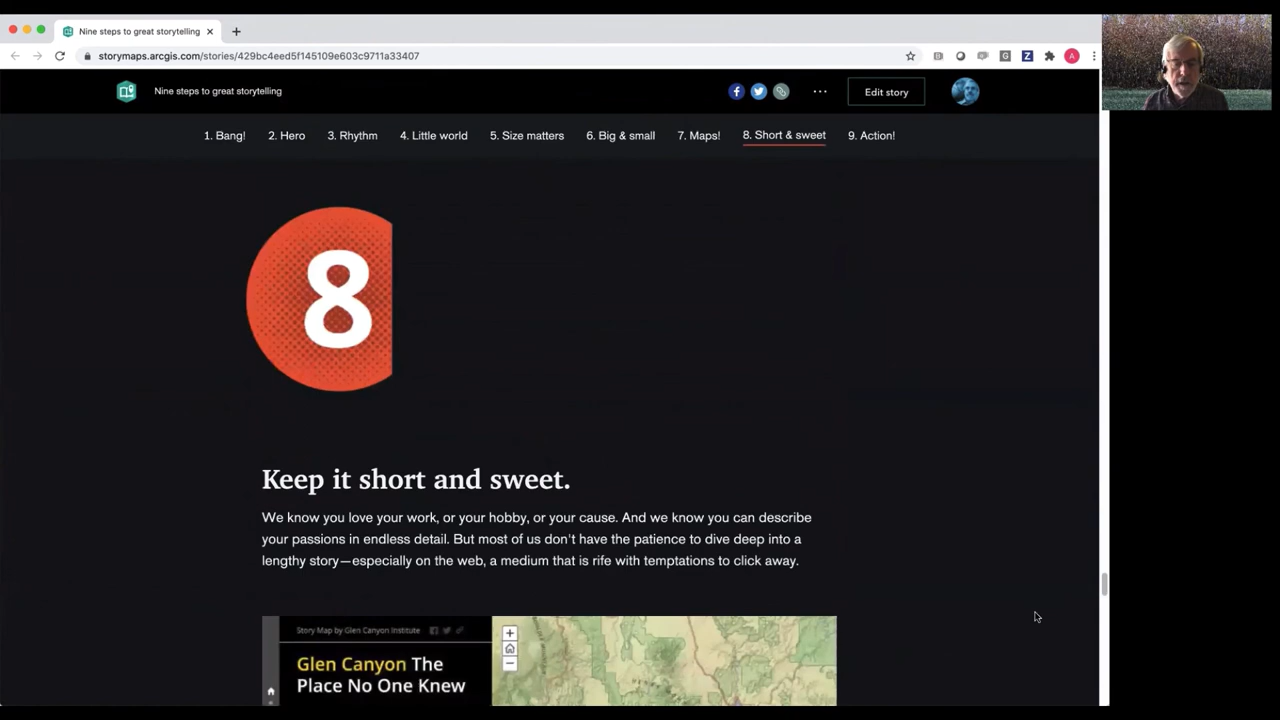 Nine steps to great storytelling
storymaps.arcgis.com/stories/429bc4eed5f145109e603c9711a33407
A
Nine steps to great storytelling
Edit story
1. Bang!
2. Hero
3. Rhythm
4. Little world
5. Size matters
6. Big & small
7. Maps!
8. Short & sweet
9. Action!
8
Keep it short and sweet.
We know you love your work, or your hobby, or your cause. And we know you can describe
your passions in endless detail. But most of us don't have the patience to dive deep into a
lengthy story—especially on the web, a medium that is rife with temptations to click away.
Story Map by Glen Canyon Institute
Glen Canyon The
Place No One Knew